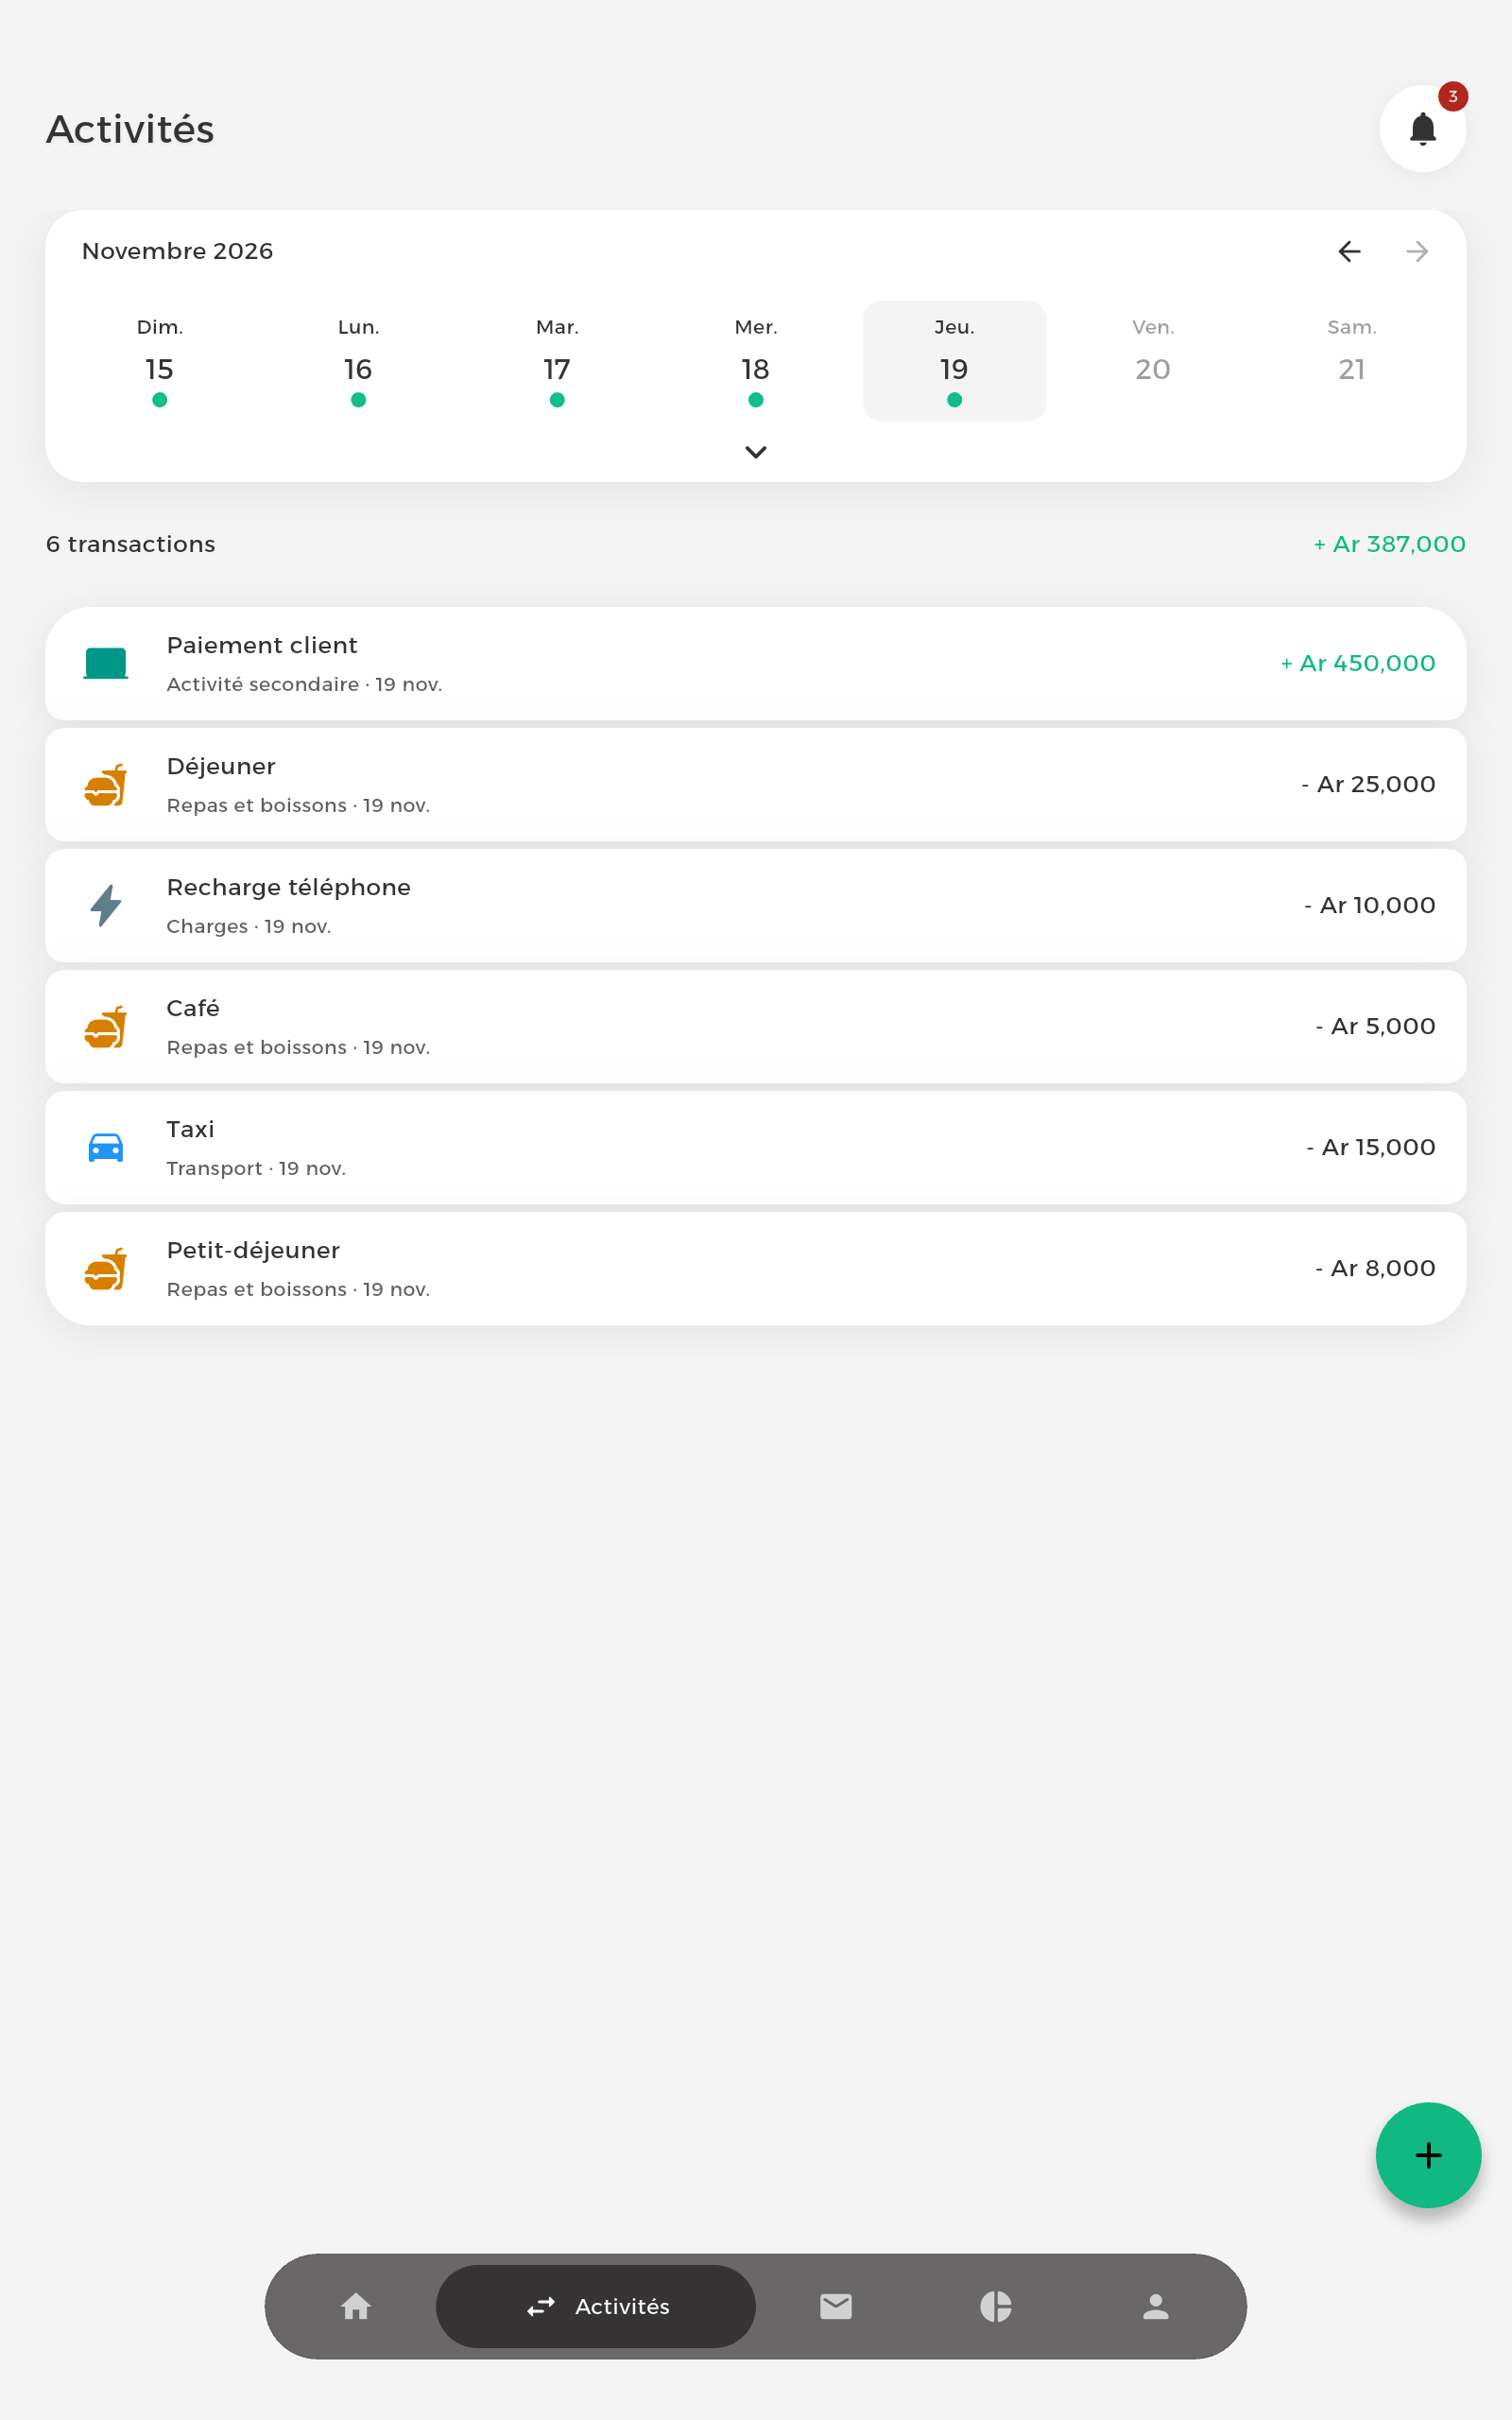 Activités
3
Novembre 2026
Dim. Lun. Mar. Mer. Jeu. Ven. Sam.
15 16 17 18 19 20 21
6 transactions + Ar 387,000
Paiement client
Activité secondaire · 19 nov.
+ Ar 450,000
Déjeuner
Repas et boissons · 19 nov.
- Ar 25,000
Recharge téléphone
Charges · 19 nov.
- Ar 10,000
Café
Repas et boissons · 19 nov.
- Ar 5,000
Taxi
Transport · 19 nov.
- Ar 15,000
Petit-déjeuner
Repas et boissons · 19 nov.
- Ar 8,000
Activités